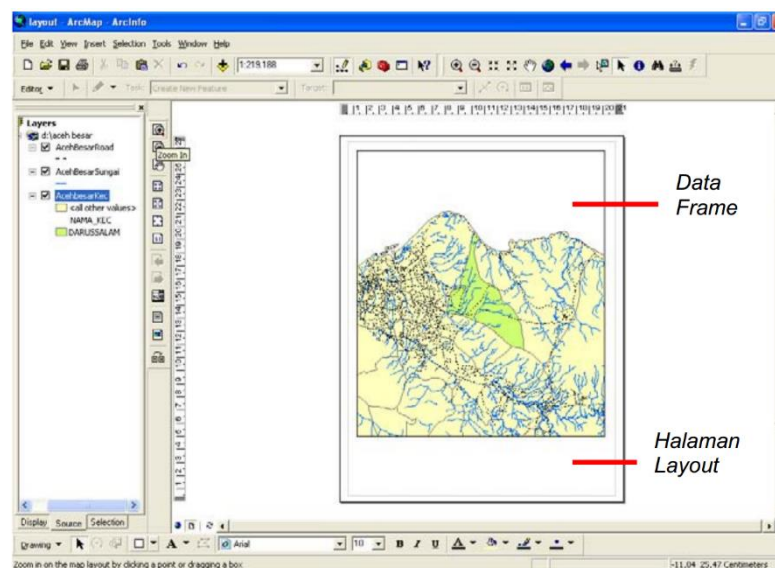 layout - ArcMap - ArcInfo
File Edit View Insert Selection Tools Window Help
1:219.188
Editor Task: Create New Feature Target:
Layers
d:\aceh besar
AcehBesarRoad
Zoom In
AcehBesarSungai
AcehbesarKec
<all other values>
NAMA_KEC
DARUSSALAM
Data
Frame
Halaman
Layout
Display Source Selection
Drawing A Arial 10 B I U A
Zoom in on the map layout by clicking a point or dragging a box
-11.04 25.47 Centimeters